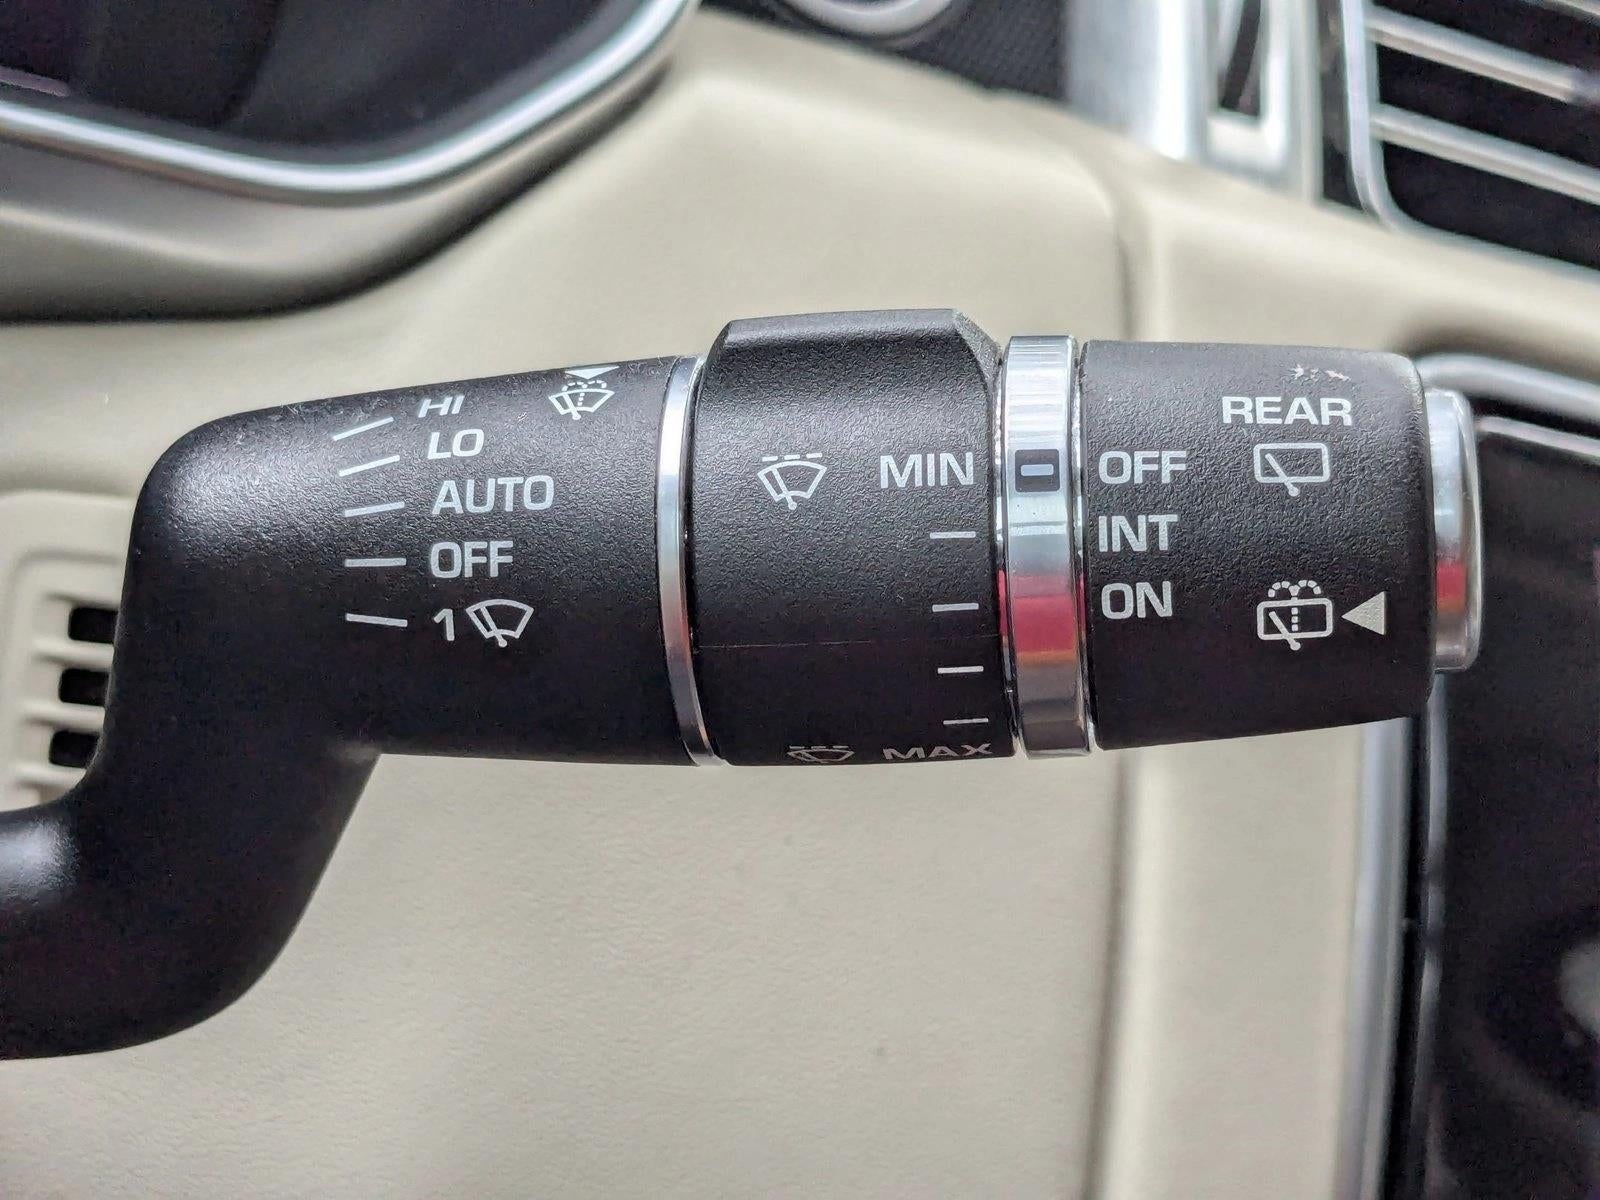 HI
LO
AUTO
OFF
1
MIN
MAX
OFF
INT
ON
REAR